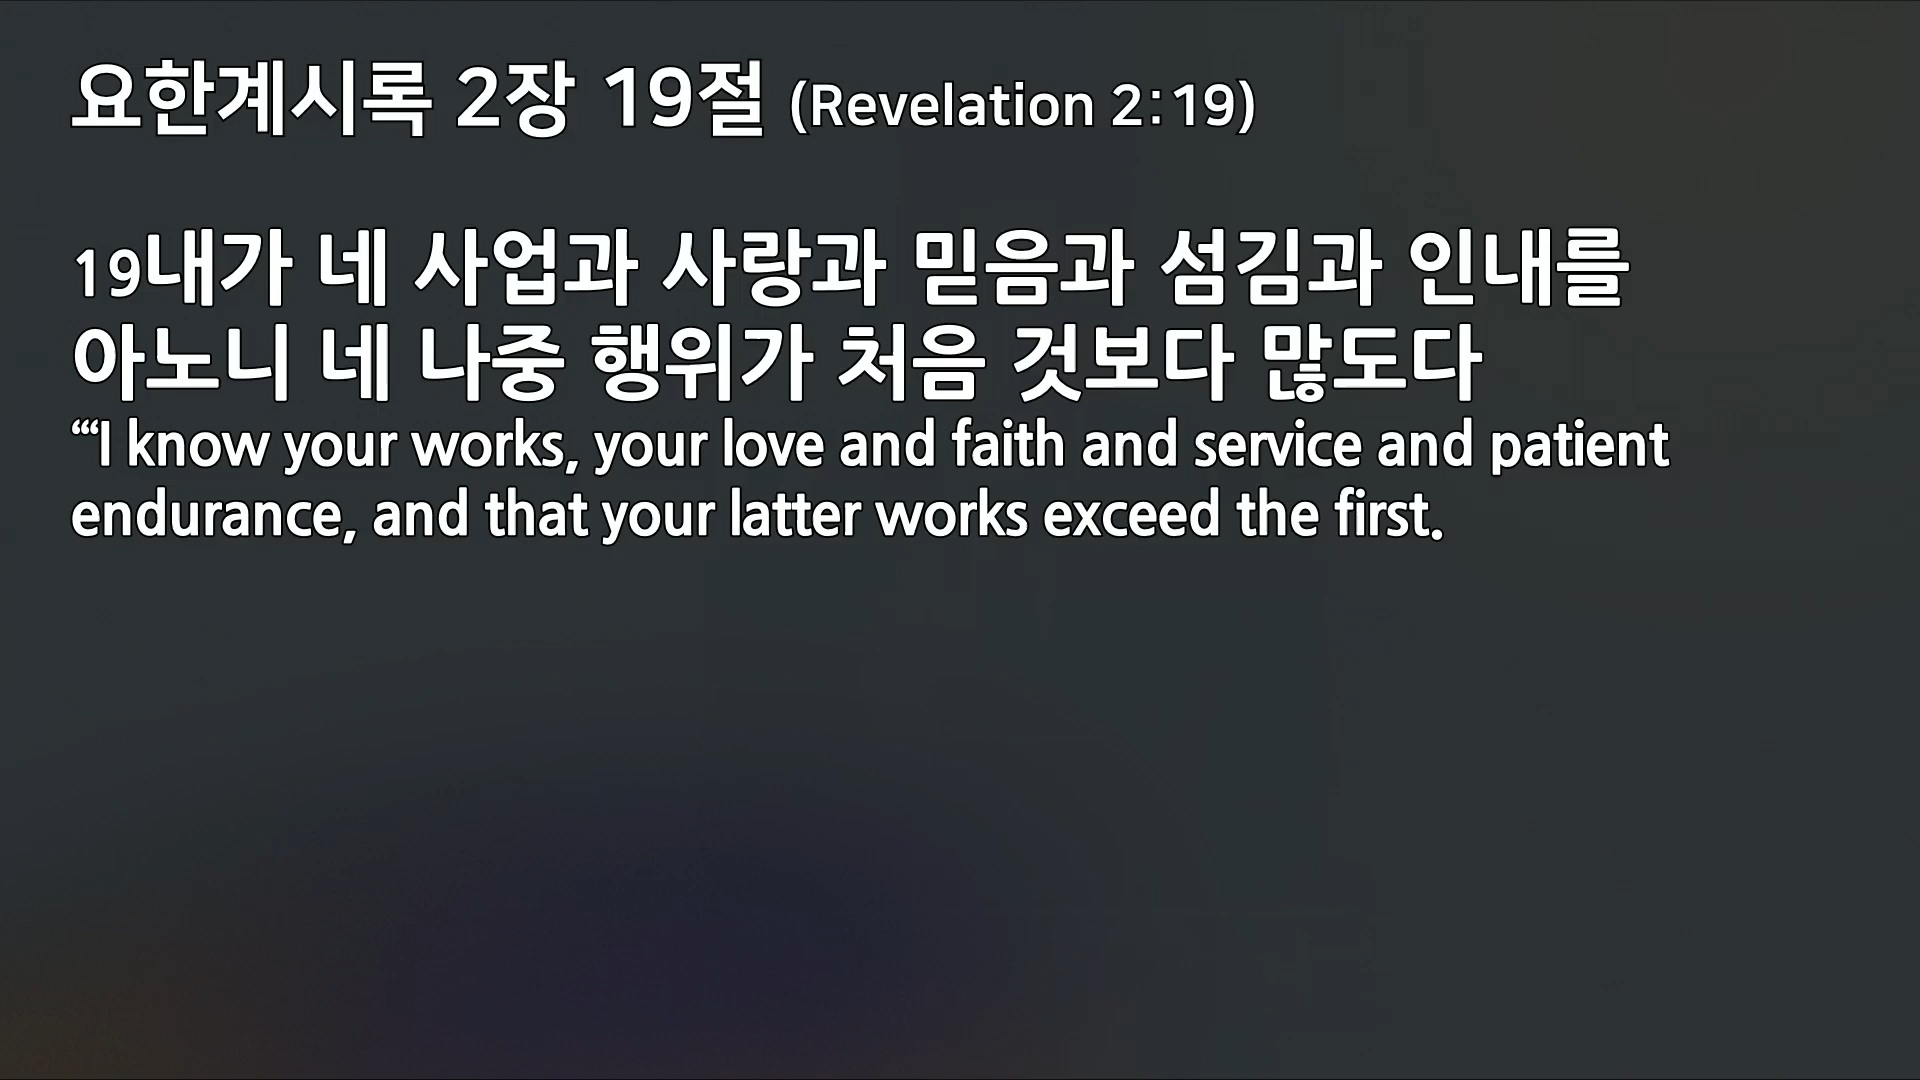 요한계시록 2장 19절 (Revelation 2:19)
19내가 네 사업과 사랑과 믿음과 섬김과 인내를
아노니 네 나중 행위가 처음 것보다 많도다
“‘I know your works, your love and faith and service and patient
endurance, and that your latter works exceed the first.